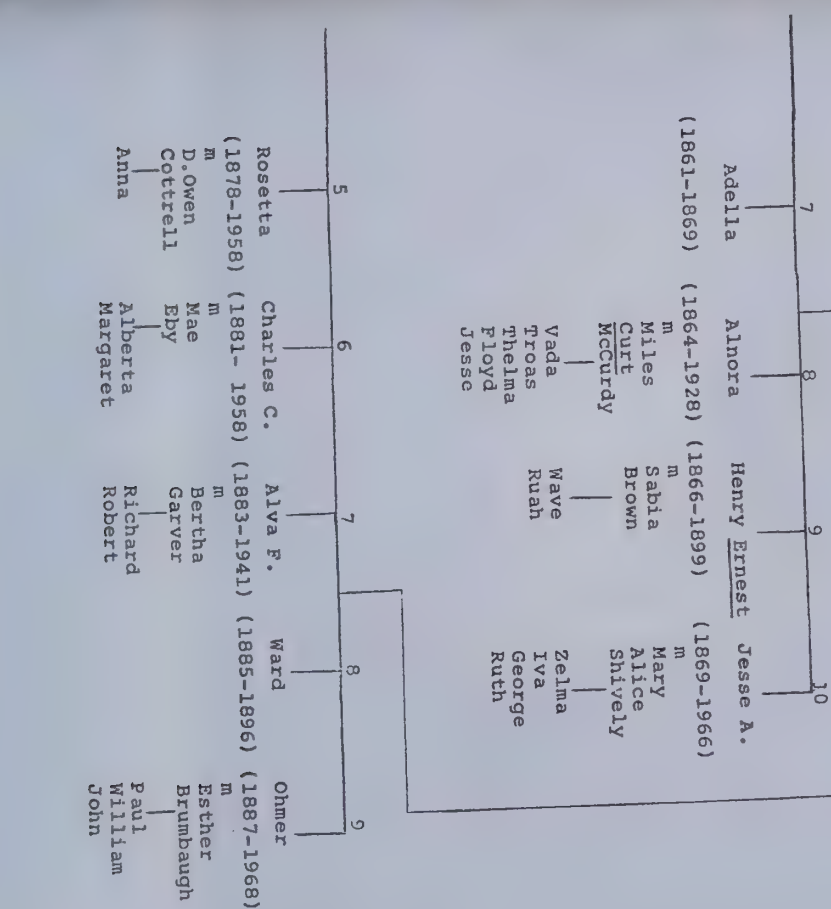 7
Adella
(1861-1869)
8
Alnora
(1864-1928)
m
Miles
Curt
McCurdy
Vada
Troas
Thelma
Floyd
Jesse
9
Henry Ernest
(1866-1899)
m
Sabia
Brown
Wave
Ruah
10
Jesse A.
(1869-1966)
m
Mary
Alice
Shively
Zelma
Iva
George
Ruth
5
Rosetta
(1878-1958)
m
D.Owen
Cottrell
Anna
6
Charles C.
(1881- 1958)
m
Mae
Eby
Alberta
Margaret
7
Alva F.
(1883-1941)
m
Bertha
Garver
Richard
Robert
8
Ward
(1885-1896)
9
Ohmer
(1887-1968)
m
Esther
Brumbaugh
Paul
William
John